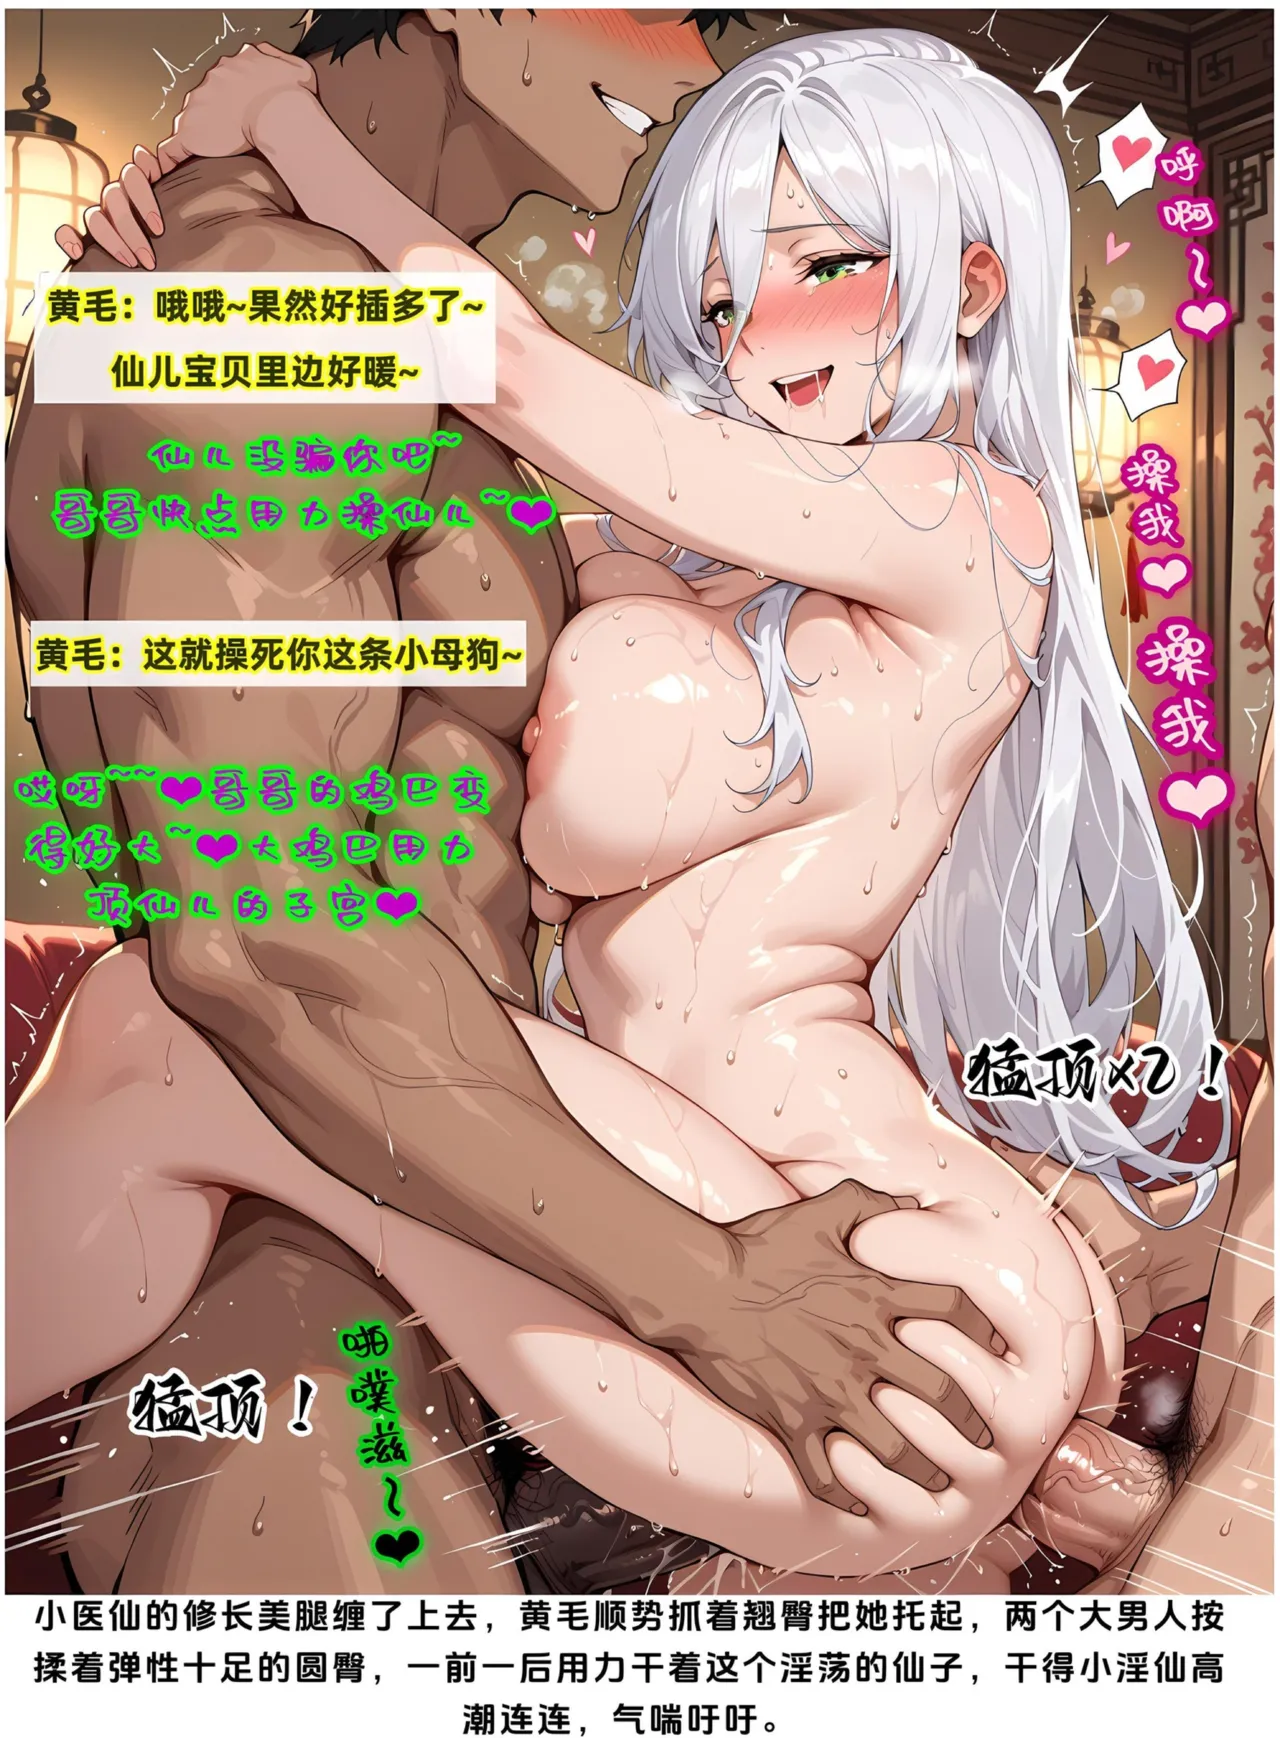 呼啊~♥
黄毛：哦哦~果然好插多了~
仙儿宝贝里边好暖~
仙儿没骗你吧~
哥哥快点用力操仙儿~♥
操我♥操我♥
黄毛：这就操死你这条小母狗~
哎呀~~♥哥哥的鸡巴变
得好大~♥大鸡巴用力
顶仙儿的子宫♥
猛顶x2！
猛顶！
啪噗滋~♥
小医仙的修长美腿缠了上去，黄毛顺势抓着翘臀把她托起，两个大男人按
揉着弹性十足的圆臀，一前一后用力干着这个淫荡的仙子，干得小淫仙高
潮连连，气喘吁吁。